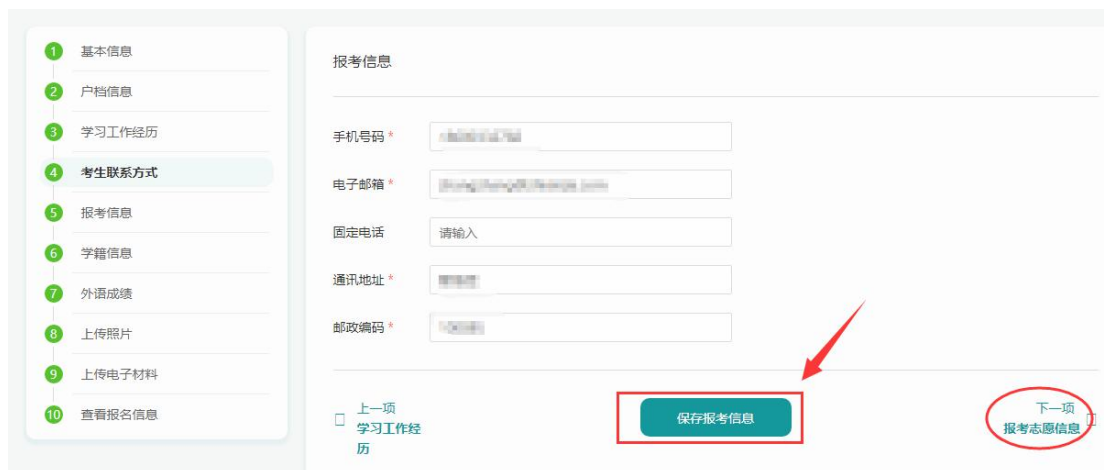 1 基本信息
2 户档信息
3 学习工作经历
4 考生联系方式
5 报考信息
6 学籍信息
7 外语成绩
8 上传照片
9 上传电子材料
10 查看报名信息
报考信息
手机号码 *
电子邮箱 *
固定电话 请输入
通讯地址 *
邮政编码 *
上一项
学习工作经
历
保存报考信息
下一项
报考志愿信息